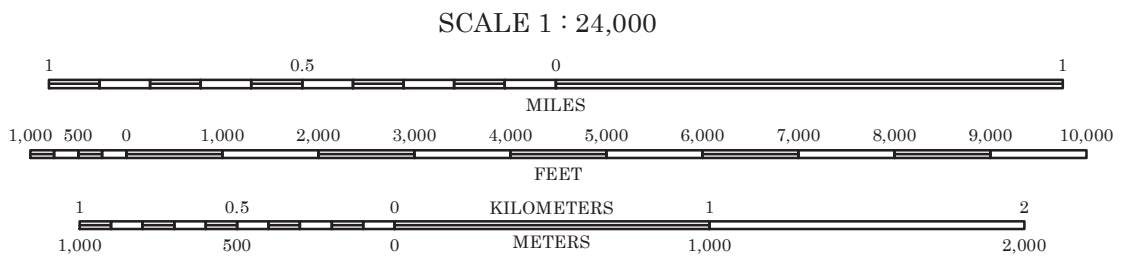 SCALE 1 : 24,000
1 0.5 0 1
MILES
1,000 500 0 1,000 2,000 3,000 4,000 5,000 6,000 7,000 8,000 9,000 10,000
FEET
1 0.5 0 KILOMETERS 1 2
1,000 500 0 METERS 1,000 2,000